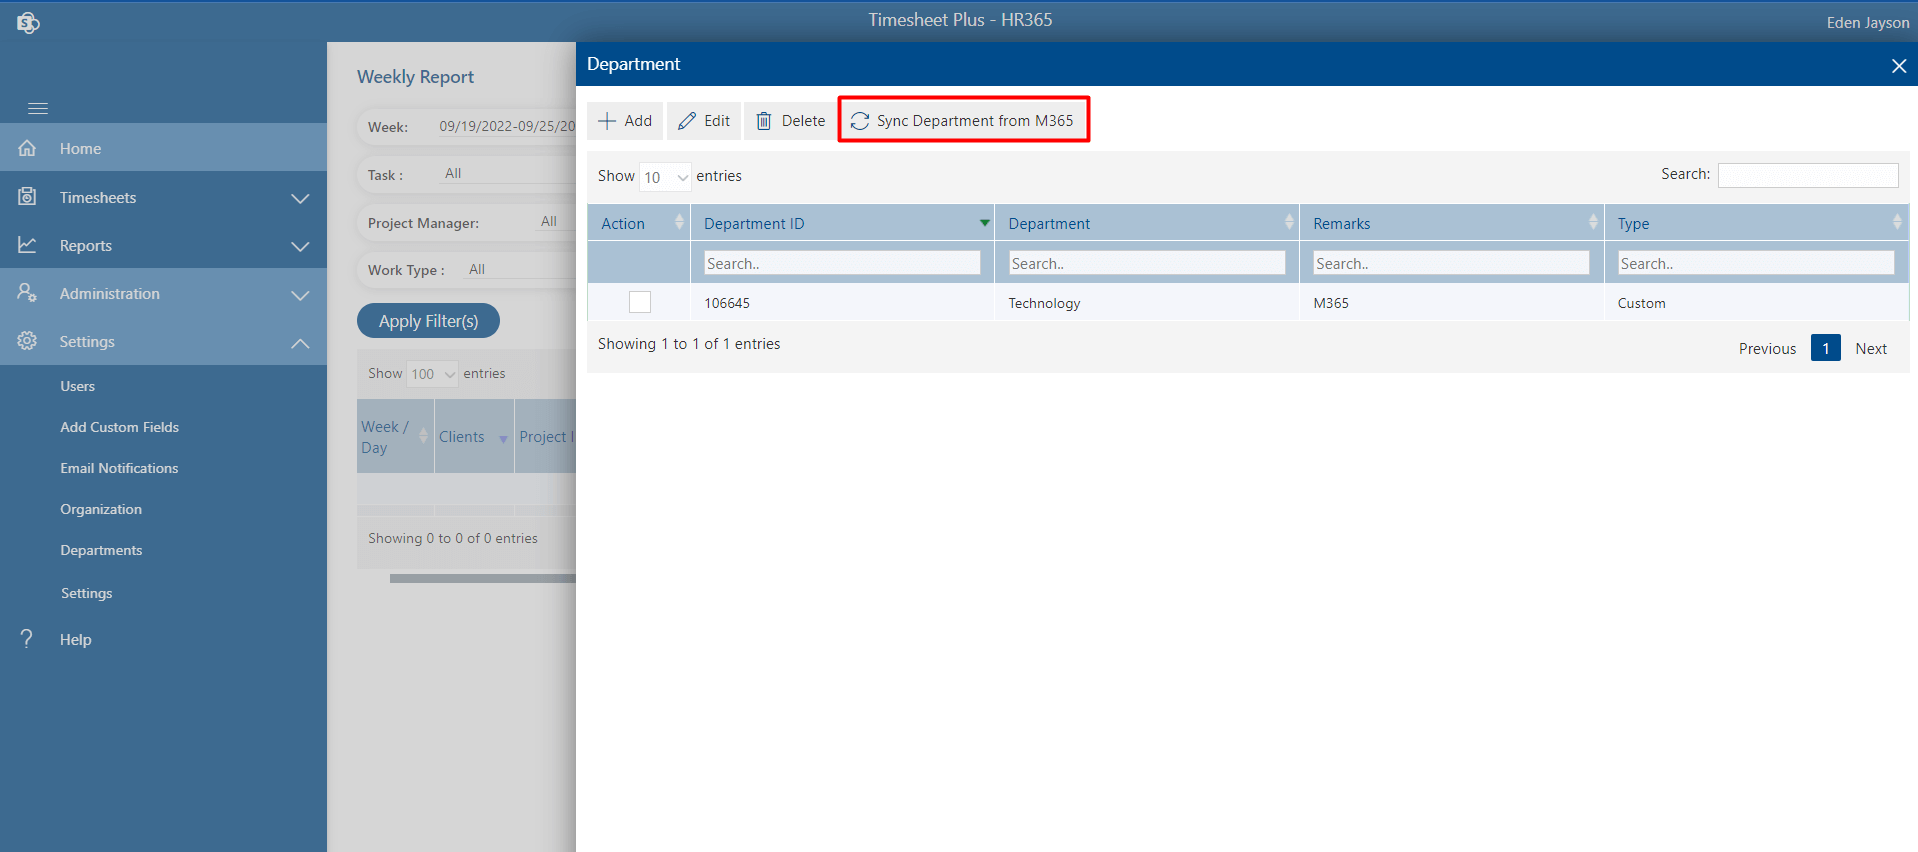 Timesheet Plus - HR365
Eden Jayson
Home
Timesheets
Reports
Administration
Settings
Users
Add Custom Fields
Email Notifications
Organization
Departments
Settings
? Help
Weekly Report
Week: 09/19/2022-09/25/20
Task : All
Project Manager: All
Work Type : All
Apply Filter(s)
Show 100 entries
Week / Day Clients Project I
Showing 0 to 0 of 0 entries
Department
Add Edit Delete Sync Department from M365
Show 10 entries Search:
Action Department ID Department Remarks Type
Search.. Search.. Search.. Search..
106645 Technology M365 Custom
Showing 1 to 1 of 1 entries
Previous 1 Next